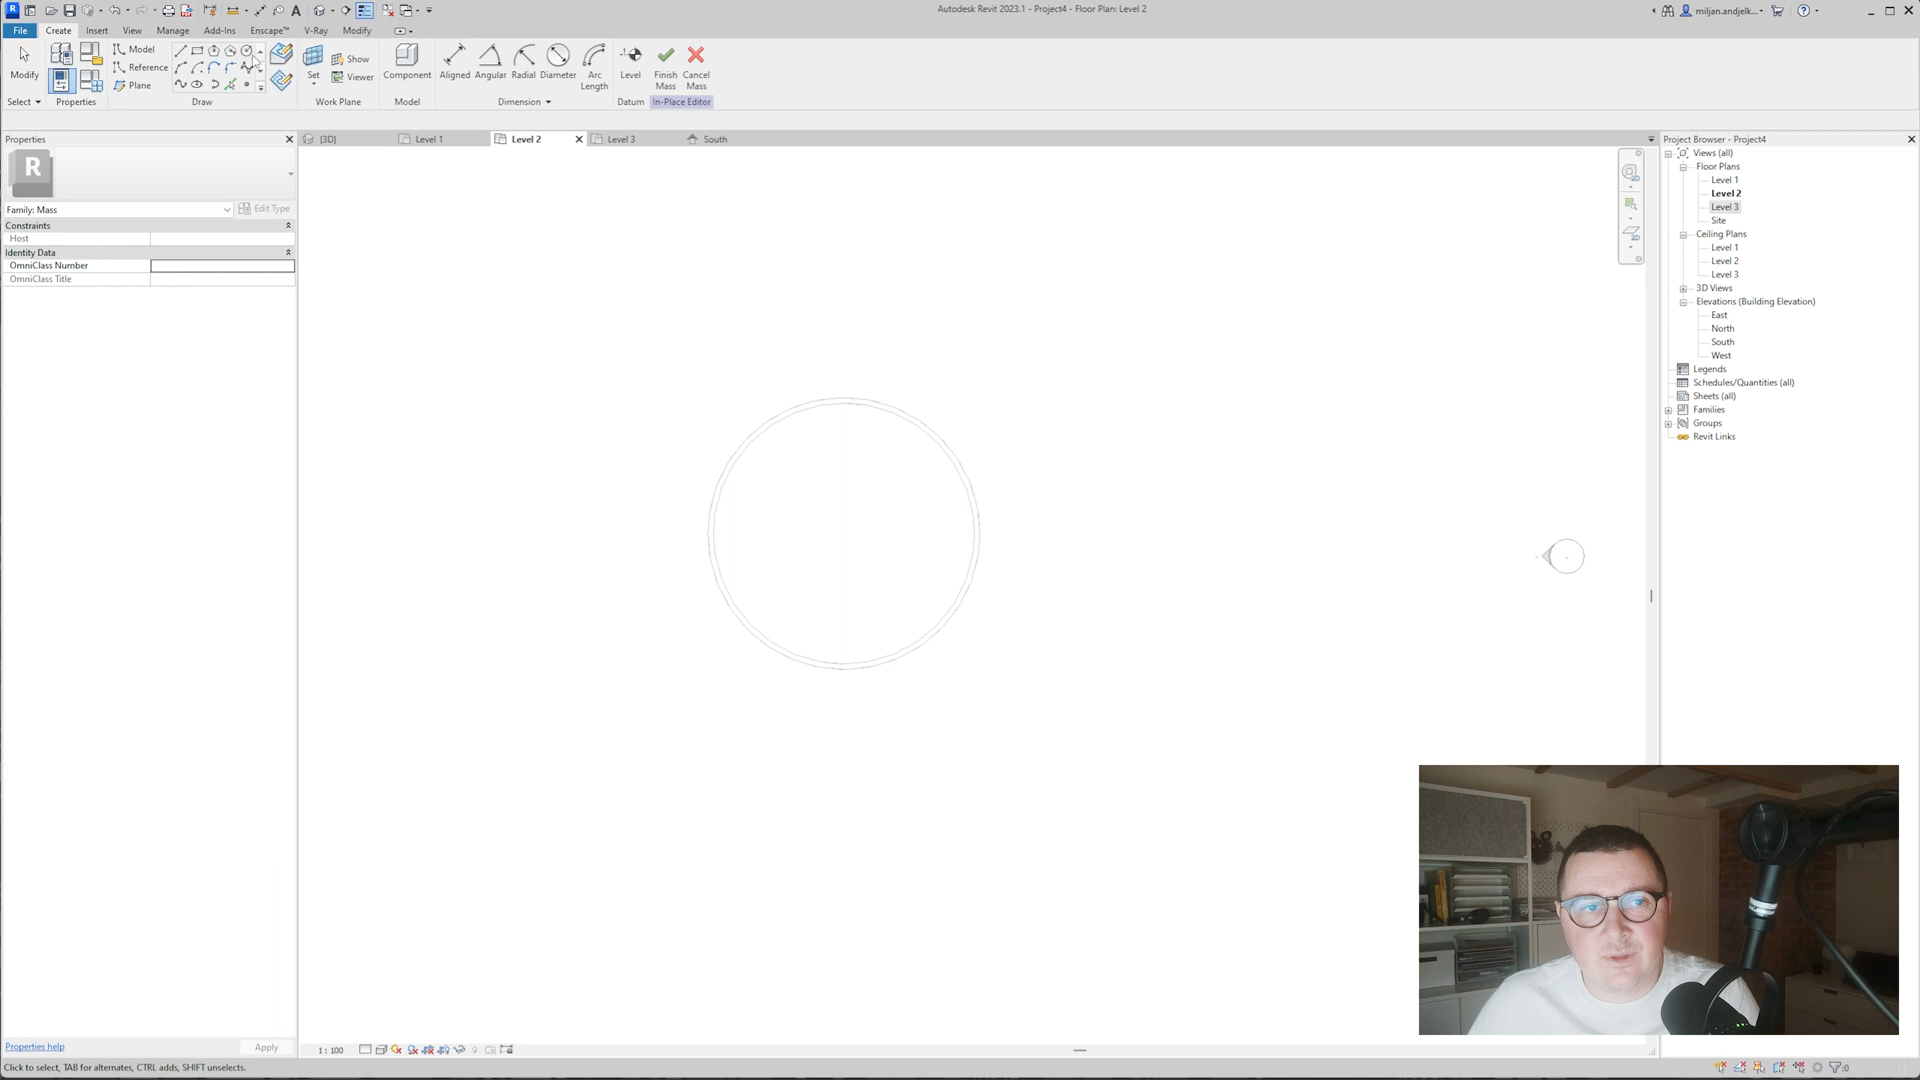 Autodesk Revit 2023.1 - Project4 - Floor Plan: Level 2
miljan.andjelk...
File Create Insert View Manage Add-Ins Enscape™ V-Ray Modify
Modify
Select
Properties
Model
Reference
Plane
Draw
Set
Show
Viewer
Work Plane
Component
Model
Aligned Angular Radial Diameter Arc Length
Dimension
Level
Datum
Finish Mass
Cancel Mass
In-Place Editor
Properties
{3D}
Level 1
Level 2
Level 3
South
Project Browser - Project4
R
Family: Mass
Edit Type
Constraints
Host
Identity Data
OmniClass Number
OmniClass Title
Views (all)
Floor Plans
Level 1
Level 2
Level 3
Site
Ceiling Plans
Level 1
Level 2
Level 3
3D Views
Elevations (Building Elevation)
East
North
South
West
Legends
Schedules/Quantities (all)
Sheets (all)
Families
Groups
Revit Links
2D
2D
Properties help
Apply
1 : 100
Click to select, TAB for alternates, CTRL adds, SHIFT unselects.
:0